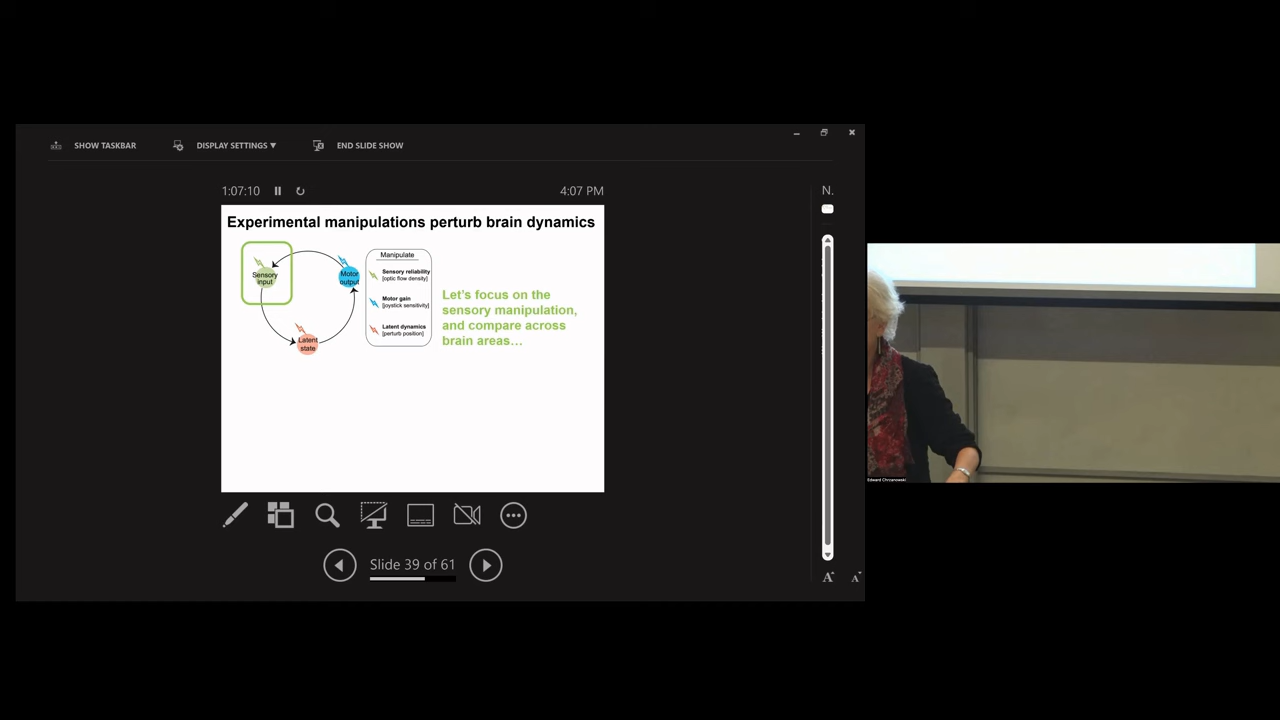 SHOW TASKBAR
DISPLAY SETTINGS ▼
END SLIDE SHOW
1:07:10
4:07 PM
N.
Experimental manipulations perturb brain dynamics
Sensory
input
Motor
output
Latent
state
Manipulate
Sensory reliability
[optic flow density]
Motor gain
[joystick sensitivity]
Latent dynamics
[perturb position]
Let's focus on the
sensory manipulation,
and compare across
brain areas…
Slide 39 of 61
A
A
Edward Chrzanowski